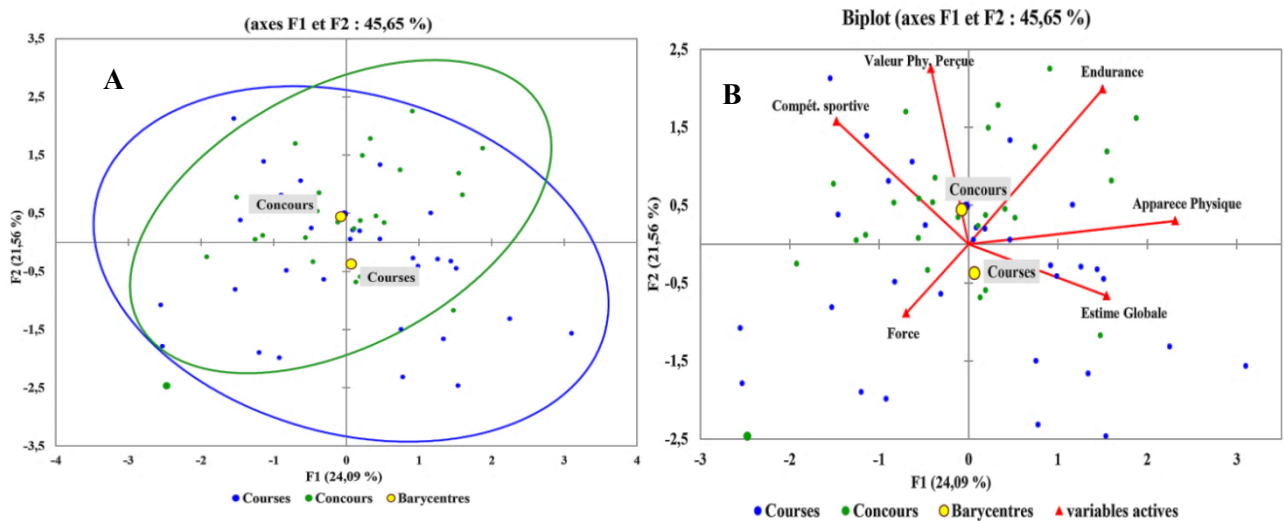 (axes F1 et F2 : 45,65 %)
A
3,5
2,5
1,5
0,5
-0,5
-1,5
-2,5
-3,5
F2 (21,56 %)
Concours
Courses
-4 -3 -2 -1 0 1 2 3 4
F1 (24,09 %)
Courses Concours Barycentres
Biplot (axes F1 et F2 : 45,65 %)
B
2,5
1,5
0,5
-0,5
-1,5
-2,5
F2 (21,56 %)
Valeur Phy. Perçue
Endurance
Compét. sportive
Concours
Apparece Physique
Courses
Estime Globale
Force
-3 -2 -1 0 1 2 3
F1 (24,09 %)
Courses Concours Barycentres variables actives